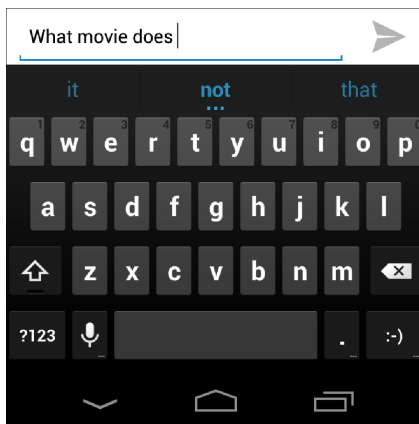 What movie does
it not that
1 2 3 4 5 6 7 8 9 0
q w e r t y u i o p
a s d f g h j k l
z x c v b n m
?123 . :-)